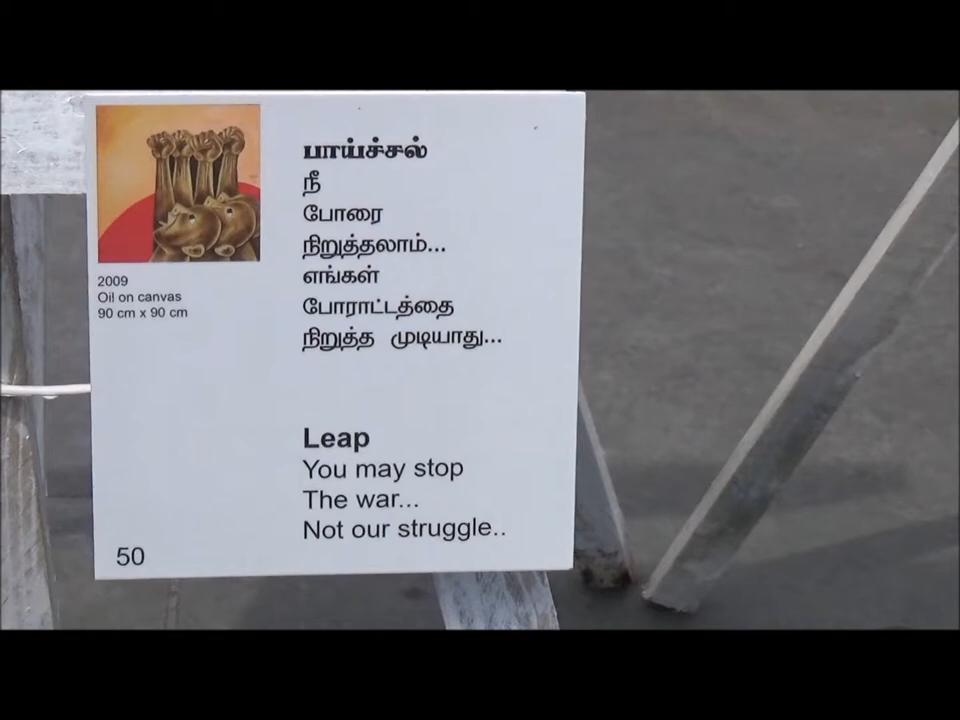 2009
Oil on canvas
90 cm x 90 cm
பாய்ச்சல்
நீ
போரை
நிறுத்தலாம்...
எங்கள்
போராட்டத்தை
நிறுத்த முடியாது...
Leap
You may stop
The war...
Not our struggle..
50